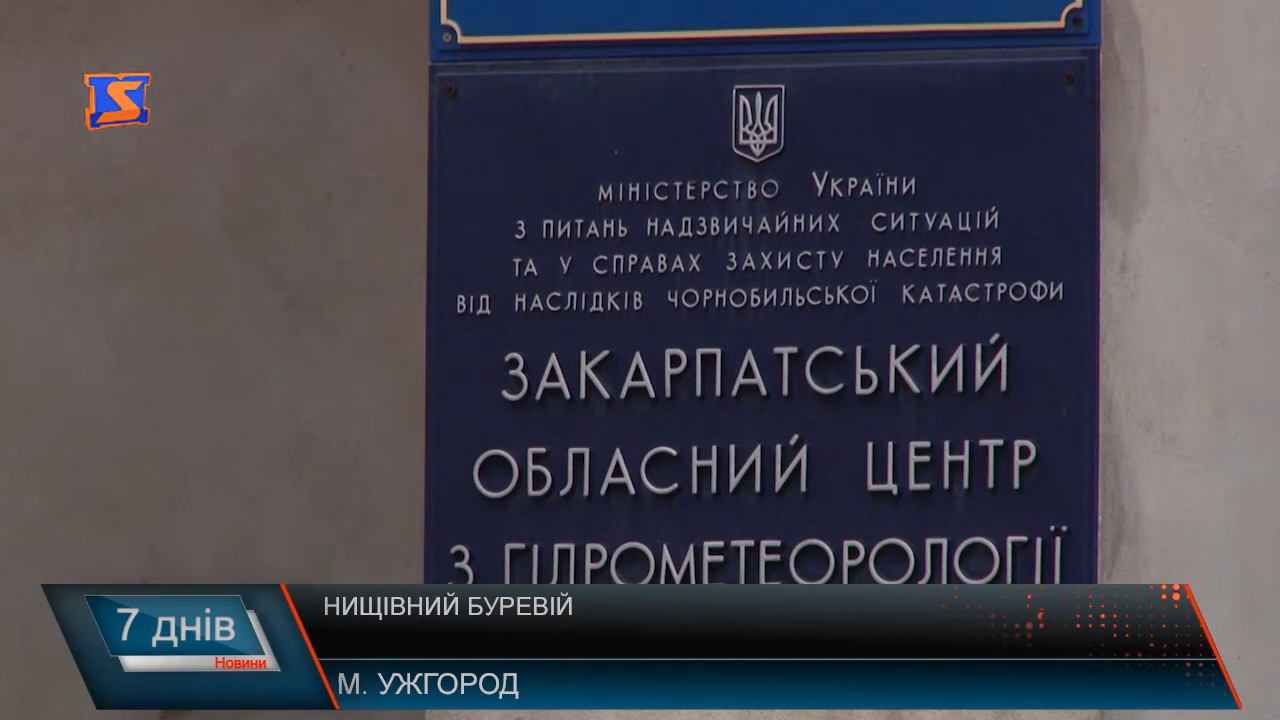 МІНІСТЕРСТВО УКРАЇНИ
З ПИТАНЬ НАДЗВИЧАЙНИХ СИТУАЦІЙ
ТА У СПРАВАХ ЗАХИСТУ НАСЕЛЕННЯ
ВІД НАСЛІДКІВ ЧОРНОБИЛЬСЬКОЇ КАТАСТРОФИ
ЗАКАРПАТСЬКИЙ
ОБЛАСНИЙ ЦЕНТР
З ГІДРОМЕТЕОРОЛОГІЇ
НИЩІВНИЙ БУРЕВІЙ
7 днів
Новини
М. УЖГОРОД